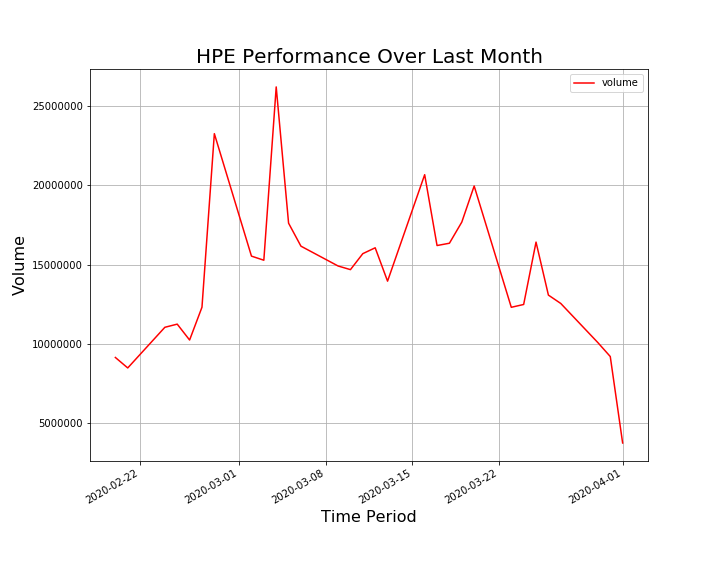 HPE Performance Over Last Month
volume
25000000
20000000
15000000
10000000
5000000
Volume
2020-02-22
2020-03-01
2020-03-08
2020-03-15
2020-03-22
2020-04-01
Time Period